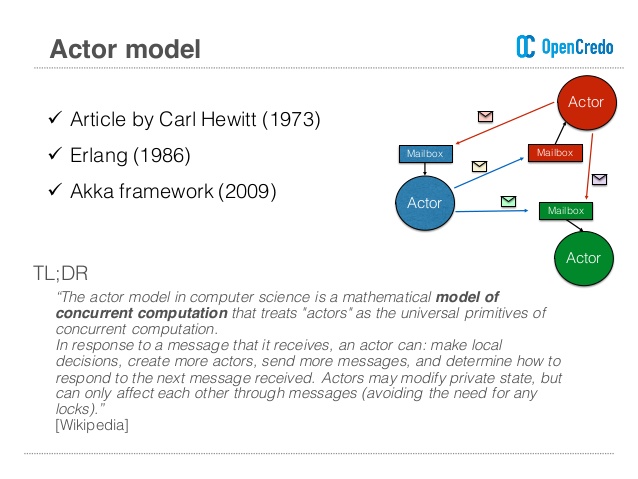 Actor model
OpenCredo
✓ Article by Carl Hewitt (1973)
✓ Erlang (1986)
✓ Akka framework (2009)
Actor
Mailbox
Mailbox
Actor
Mailbox
Actor
TL;DR
“The actor model in computer science is a mathematical model of
concurrent computation that treats "actors" as the universal primitives of
concurrent computation.
In response to a message that it receives, an actor can: make local
decisions, create more actors, send more messages, and determine how to
respond to the next message received. Actors may modify private state, but
can only affect each other through messages (avoiding the need for any
locks).”
[Wikipedia]